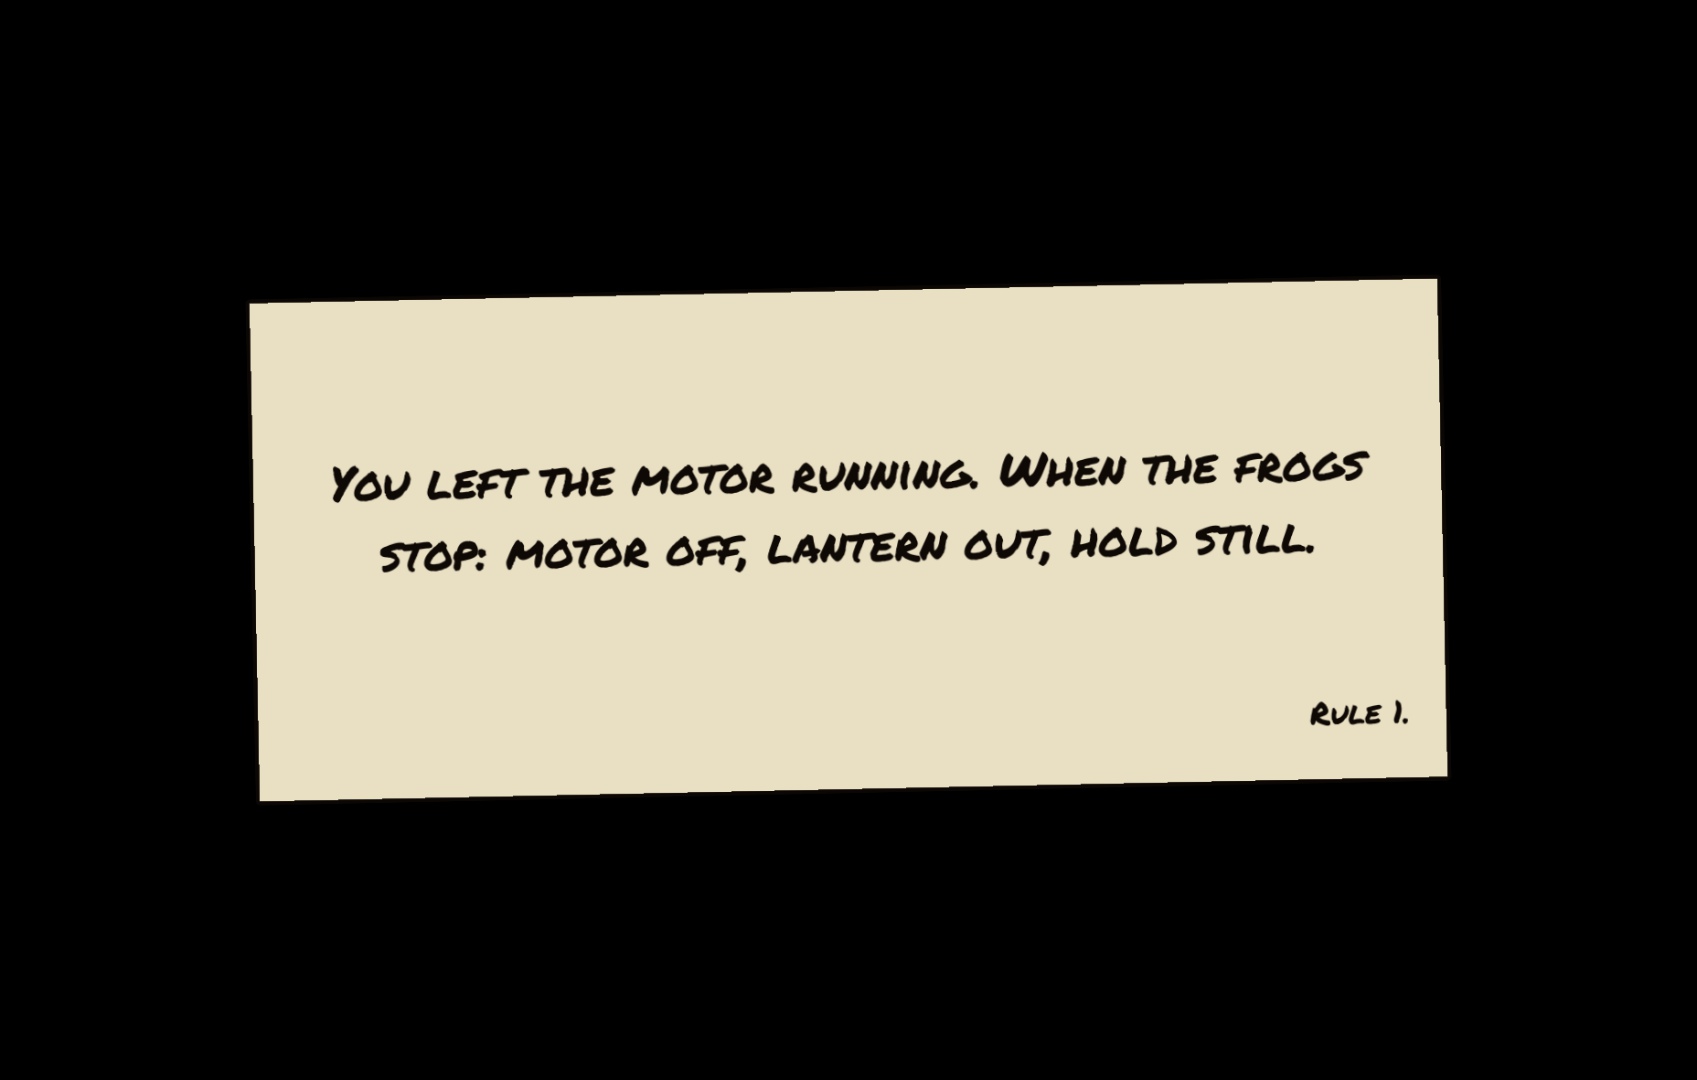 You left the motor running. When the frogs
stop: motor off, lantern out, hold still.
Rule 1.